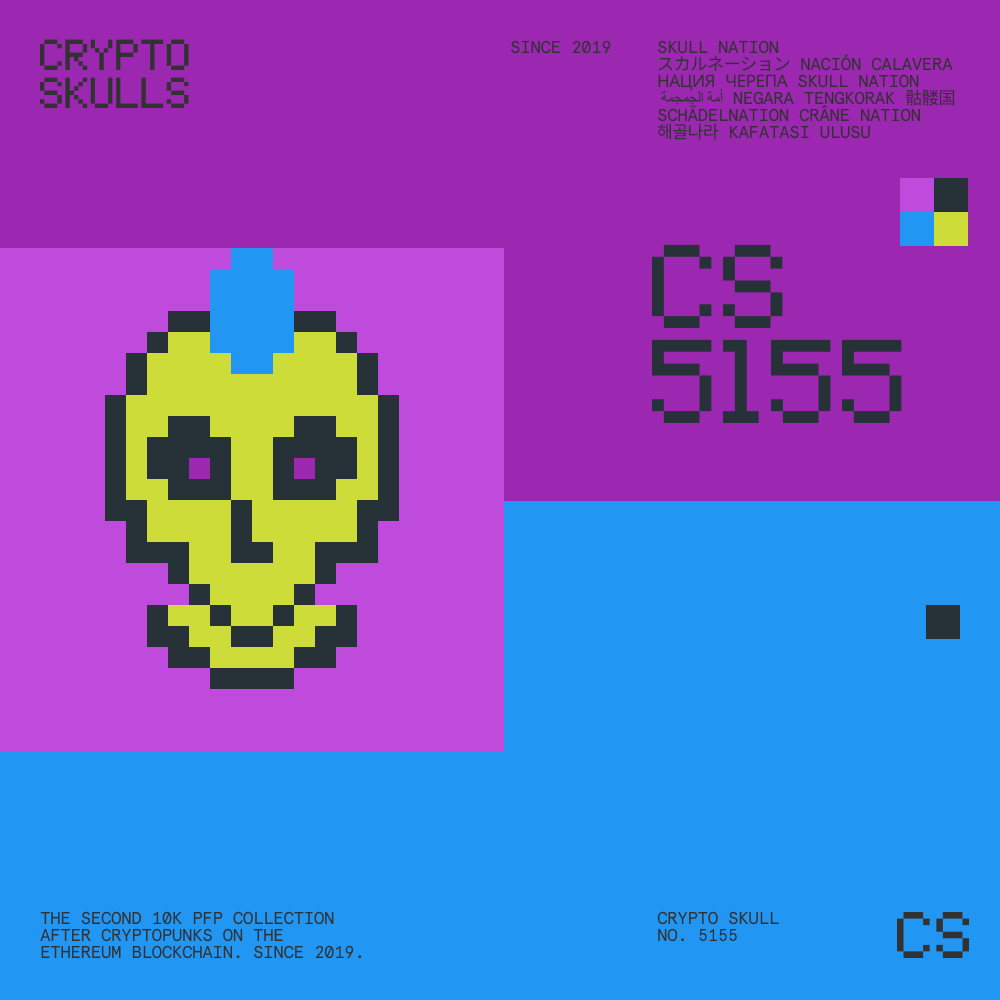 CRYPTO
SKULLS
SINCE 2019
SKULL NATION
スカルネーション NACIÓN CALAVERA
НАЦИЯ ЧЕРЕПА SKULL NATION
أمة الجمجمة NEGARA TENGKORAK 骷髅国
SCHÄDELNATION CRÂNE NATION
해골나라 KAFATASI ULUSU
CS
5155
THE SECOND 10K PFP COLLECTION
AFTER CRYPTOPUNKS ON THE
ETHEREUM BLOCKCHAIN. SINCE 2019.
CRYPTO SKULL
NO. 5155
CS